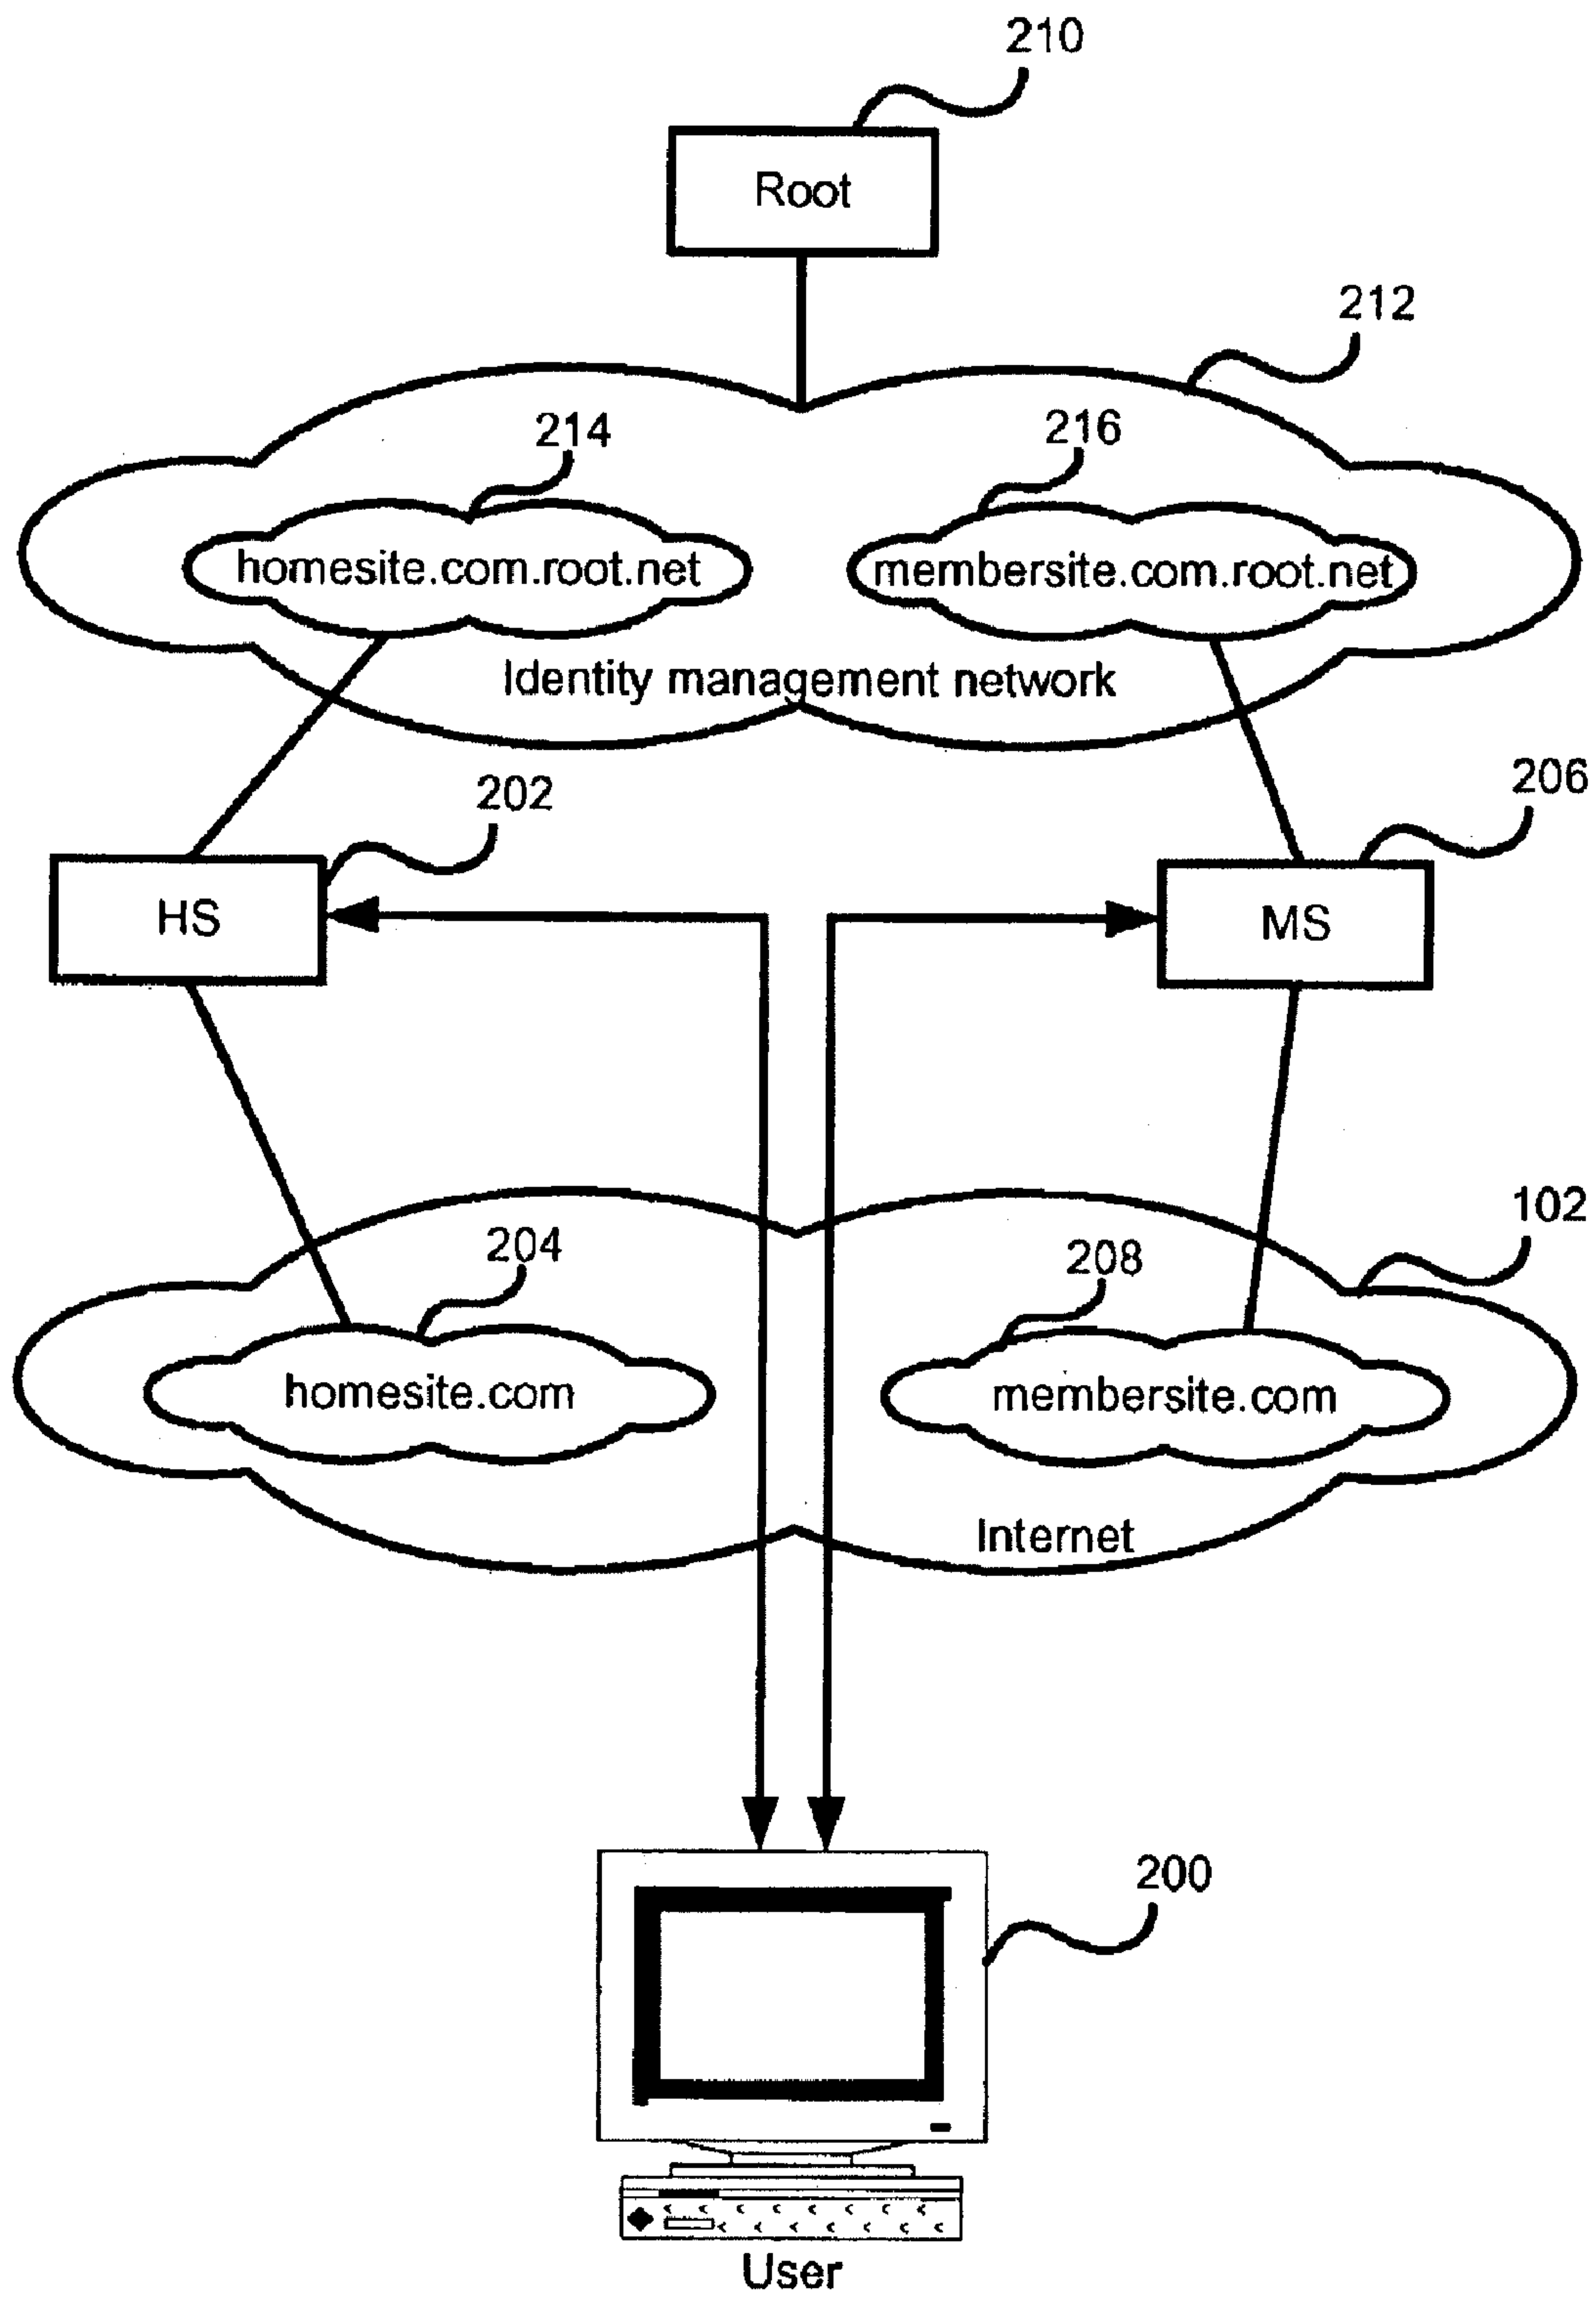 210
Root
212
214
216
homesite.com.root.net
membersite.com.root.net
Identity management network
202
206
HS
MS
102
204
208
homesite.com
membersite.com
Internet
200
User